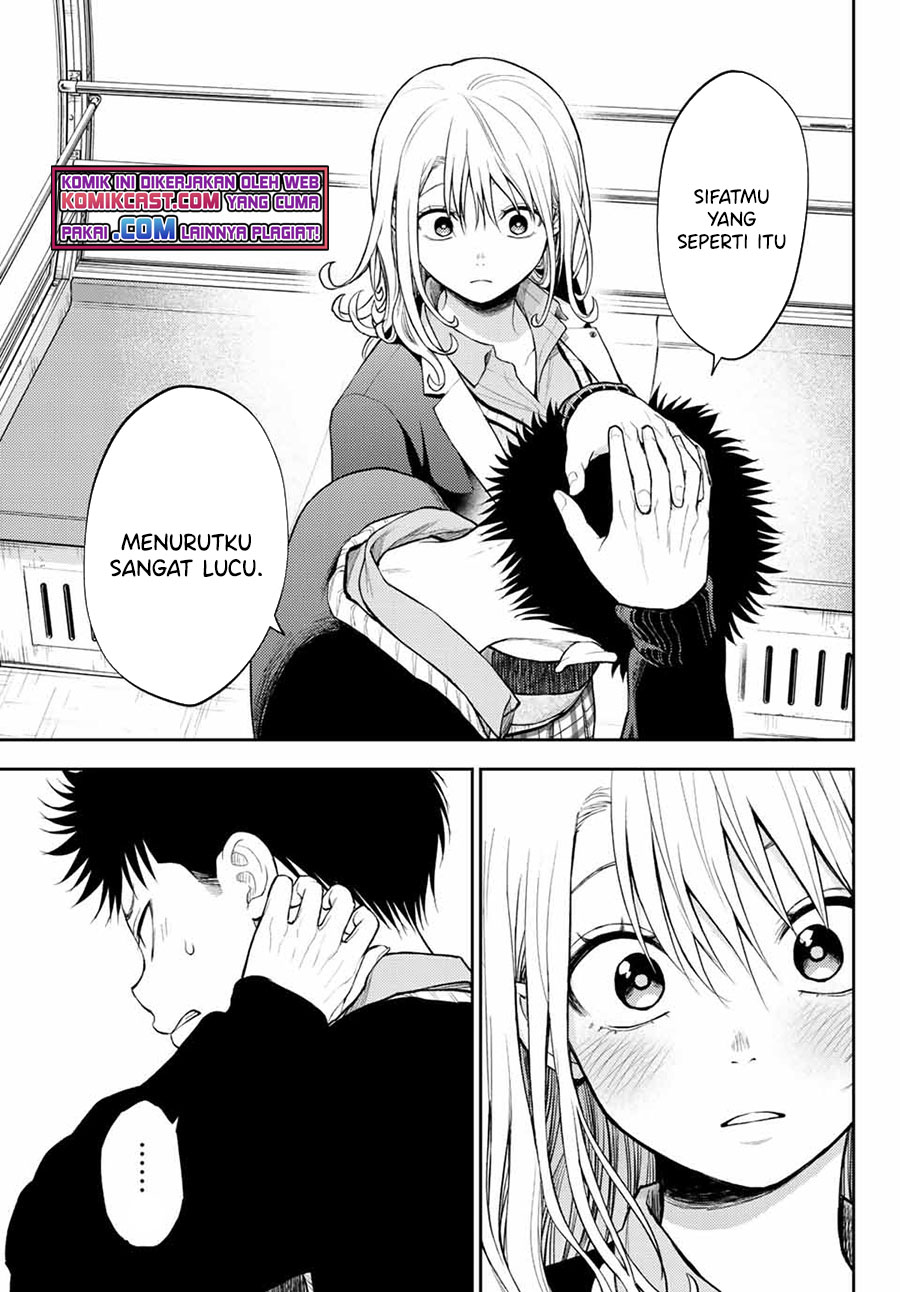 SIFATMU
YANG
SEPERTI ITU
KOMIK INI DIKERJAKAN OLEH WEB
KOMIKCAST.COM YANG CUMA
PAKAI .COM LAINNYA PLAGIAT!
MENURUTKU
SANGAT LUCU.
......